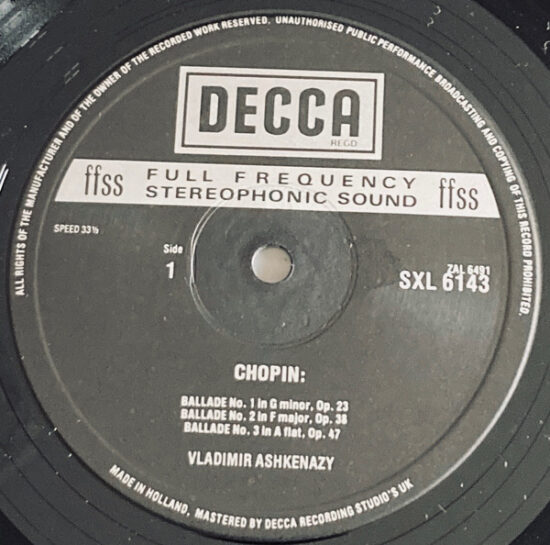 ALL RIGHTS OF THE MANUFACTURER AND OF THE OWNER OF THE RECORDED WORK RESERVED. UNAUTHORISED PUBLIC PERFORMANCE BROADCASTING AND COPYING OF THIS RECORD PROHIBITED.
DECCA
REGD
ffss FULL FREQUENCY ffss
STEREOPHONIC SOUND
SPEED 33⅓
Side
1
ZAL 6491
SXL 6143
CHOPIN:
BALLADE No. 1 in G minor, Op. 23
BALLADE No. 2 in F major, Op. 38
BALLADE No. 3 in A flat, Op. 47
VLADIMIR ASHKENAZY
MADE IN HOLLAND, MASTERED BY DECCA RECORDING STUDIO'S UK